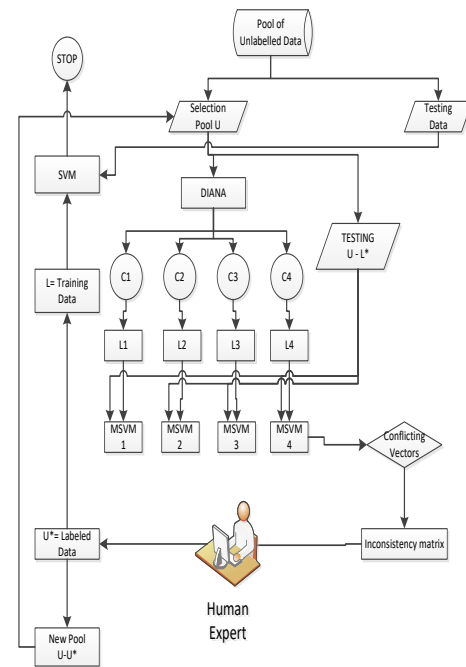 Pool of
Unlabelled Data
STOP
Selection
Pool U
Testing
Data
SVM
DIANA
TESTING
U - L*
C1
C2
C3
C4
L= Training
Data
L1
L2
L3
L4
MSVM
1
MSVM
2
MSVM
3
MSVM
4
Conflicting
Vectors
U*= Labeled
Data
Inconsistency matrix
Human
Expert
New Pool
U-U*